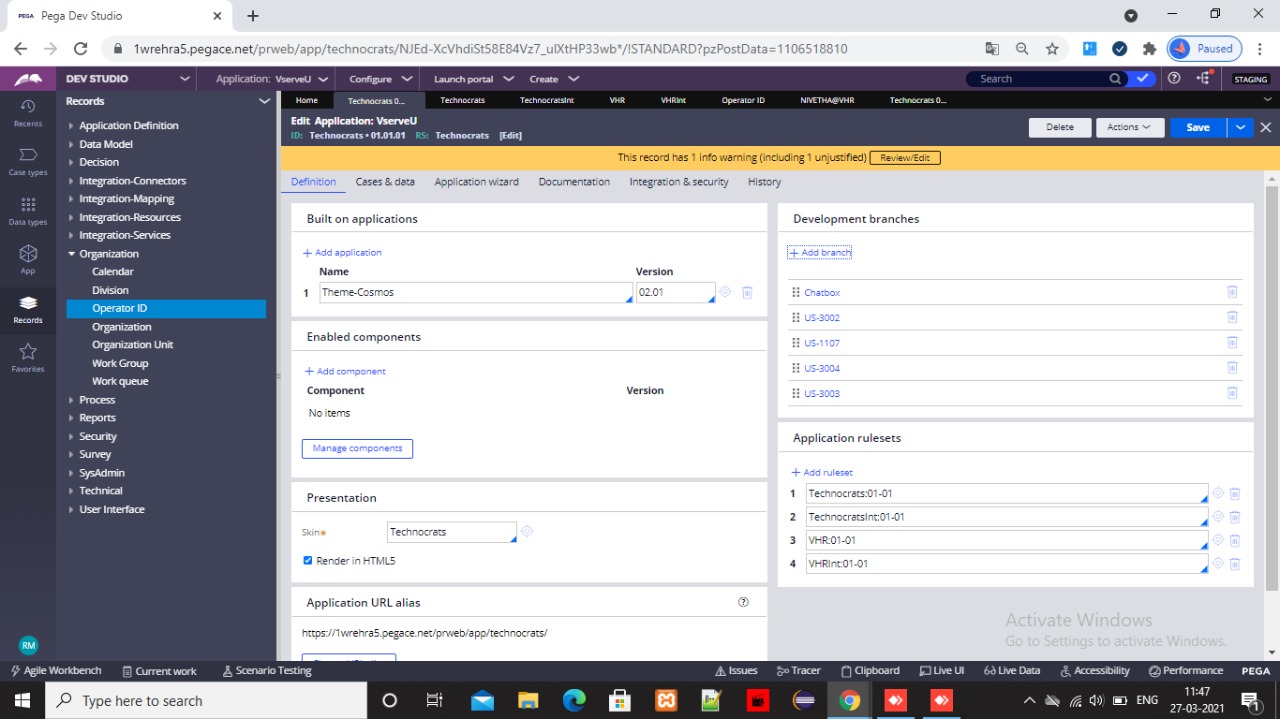 PEGA Pega Dev Studio
1wrehra5.pegace.net/prweb/app/technocrats/NJEd-XcVhdiSt58E84Vz7_ulXtHP33wb*/!STANDARD?pzPostData=1106518810
Paused
DEV STUDIO
Application: VserveU
Configure
Launch portal
Create
Search
STAGING
Recents
Case types
Data types
App
Records
Favorites
RM
Records
Application Definition
Data Model
Decision
Integration-Connectors
Integration-Mapping
Integration-Resources
Integration-Services
Organization
Calendar
Division
Operator ID
Organization
Organization Unit
Work Group
Work queue
Process
Reports
Security
Survey
SysAdmin
Technical
User Interface
Home
Technocrats 0...
Technocrats
TechnocratsInt
VHR
VHRInt
Operator ID
NIVETHA@VHR
Technocrats 0...
Edit Application: VserveU
ID: Technocrats • 01.01.01 RS: Technocrats [Edit]
Delete
Actions
Save
This record has 1 info warning (including 1 unjustified) Review/Edit
Definition
Cases & data
Application wizard
Documentation
Integration & security
History
Built on applications
+ Add application
Name Version
1 Theme-Cosmos 02.01
Enabled components
+ Add component
Component Version
No items
Manage components
Presentation
Skin★ Technocrats
Render in HTML5
Application URL alias
https://1wrehra5.pegace.net/prweb/app/technocrats/
Development branches
+ Add branch
Chatbox
US-3002
US-1107
US-3004
US-3003
Application rulesets
+ Add ruleset
1 Technocrats:01-01
2 TechnocratsInt:01-01
3 VHR:01-01
4 VHRInt:01-01
Activate Windows
Go to Settings to activate Windows.
Agile Workbench
Current work
Scenario Testing
Issues
Tracer
Clipboard
Live UI
Live Data
Accessibility
Performance
PEGA
Type here to search
ENG
11:47
27-03-2021
1